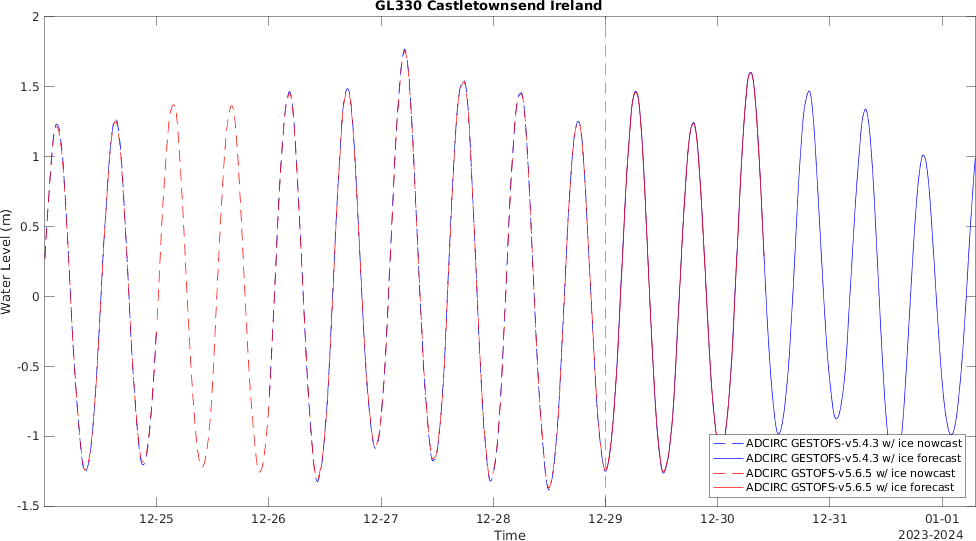 GL330 Castletownsend Ireland
2
1.5
1
0.5
0
-0.5
-1
-1.5
Water Level (m)
12-25 12-26 12-27 12-28 12-29 12-30 12-31 01-01
Time
2023-2024
ADCIRC GESTOFS-v5.4.3 w/ ice nowcast
ADCIRC GESTOFS-v5.4.3 w/ ice forecast
ADCIRC GSTOFS-v5.6.5 w/ ice nowcast
ADCIRC GSTOFS-v5.6.5 w/ ice forecast